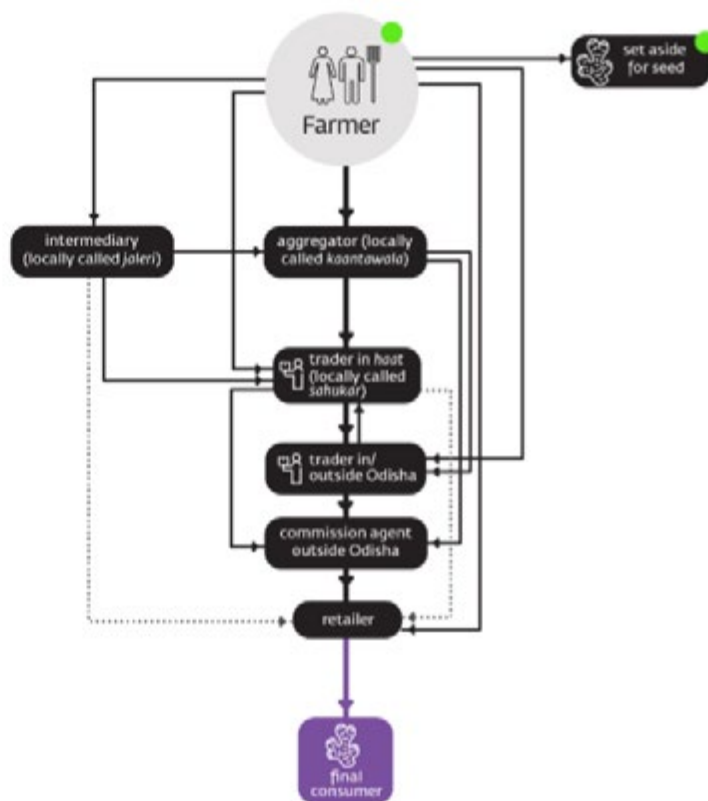 Farmer
set aside
for seed
intermediary
(locally called jaleri)
aggregator (locally
called kaantawala)
trader in haat
(locally called
sahukar)
trader in/
outside Odisha
commission agent
outside Odisha
retailer
final
consumer